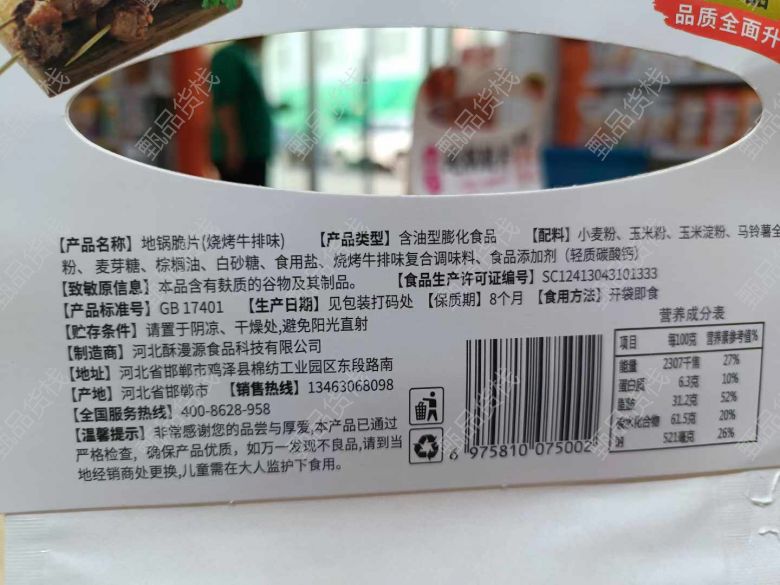 品质全面升
【产品名称】 地锅脆片(烧烤牛排味) 【产品类型】 含油型膨化食品 【配料】 小麦粉、玉米粉、玉米淀粉、马铃薯全
粉、麦芽糖、棕榈油、白砂糖、食用盐、烧烤牛排味复合调味料、食品添加剂（轻质碳酸钙）
【致敏原信息】 本品含有麸质的谷物及其制品。 【食品生产许可证编号】 SC12413043101333
【产品标准号】 GB 17401 【生产日期】 见包装打码处 【保质期】 8个月 【食用方法】 开袋即食
【贮存条件】 请置于阴凉、干燥处,避免阳光直射
【制造商】 河北酥漫源食品科技有限公司
【地址】 河北省邯郸市鸡泽县棉纺工业园区东段路南
【产地】 河北省邯郸市 【销售热线】 13463068098
【全国服务热线】 400-8628-958
【温馨提示】 非常感谢您的品尝与厚爱,本产品已通过
严格检查, 确保产品优质, 如万一发现不良品,请到当
地经销商处更换,儿童需在大人监护下食用。
营养成分表
项目 每100克 营养素参考值%
能量 2307千焦 27%
蛋白质 6.3克 10%
脂肪 31.2克 52%
碳水化合物 61.5克 20%
钠 521毫克 26%
6 975810 075002
甄品货栈